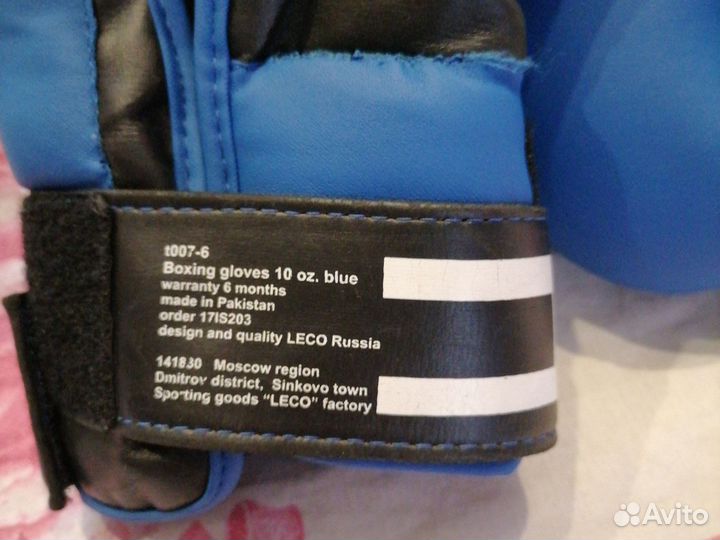 t007-6
Boxing gloves 10 oz. blue
warranty 6 months
made in Pakistan
order 17IS203
design and quality LECO Russia
141830 Moscow region
Dmitrov district, Sinkovo town
Sporting goods "LECO" factory
Avito